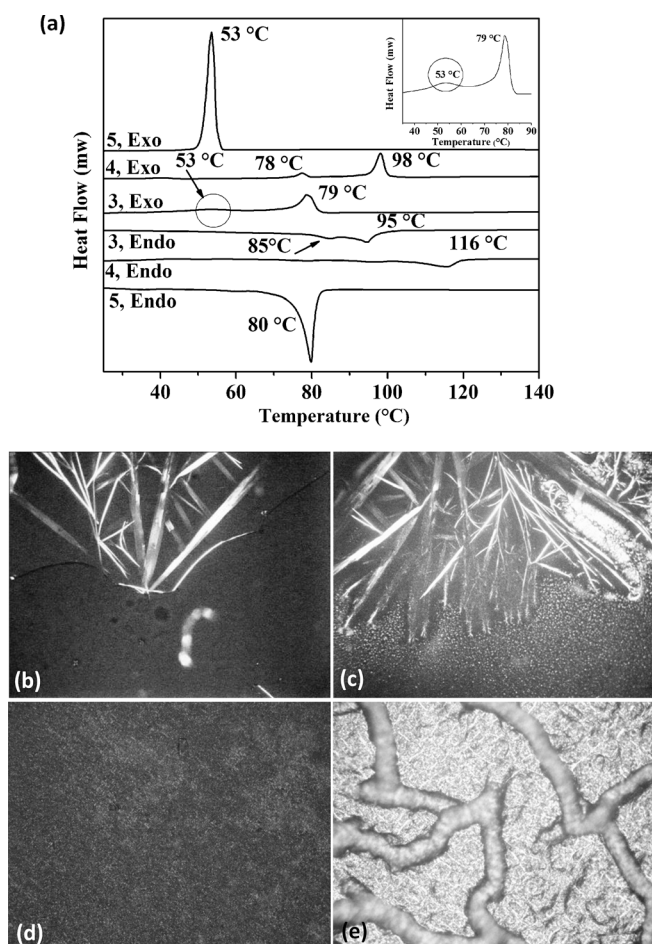 (a)
53 °C
5, Exo
53 °C
78 °C
98 °C
4, Exo
79 °C
3, Exo
95 °C
3, Endo
85°C
116 °C
4, Endo
5, Endo
80 °C
Heat Flow (mw)
40 60 80 100 120 140
Temperature (°C)
79 °C
53 °C
Heat Flow (mw)
40 50 60 70 80 90
Temperature (°C)
(b)
(c)
(d)
(e)